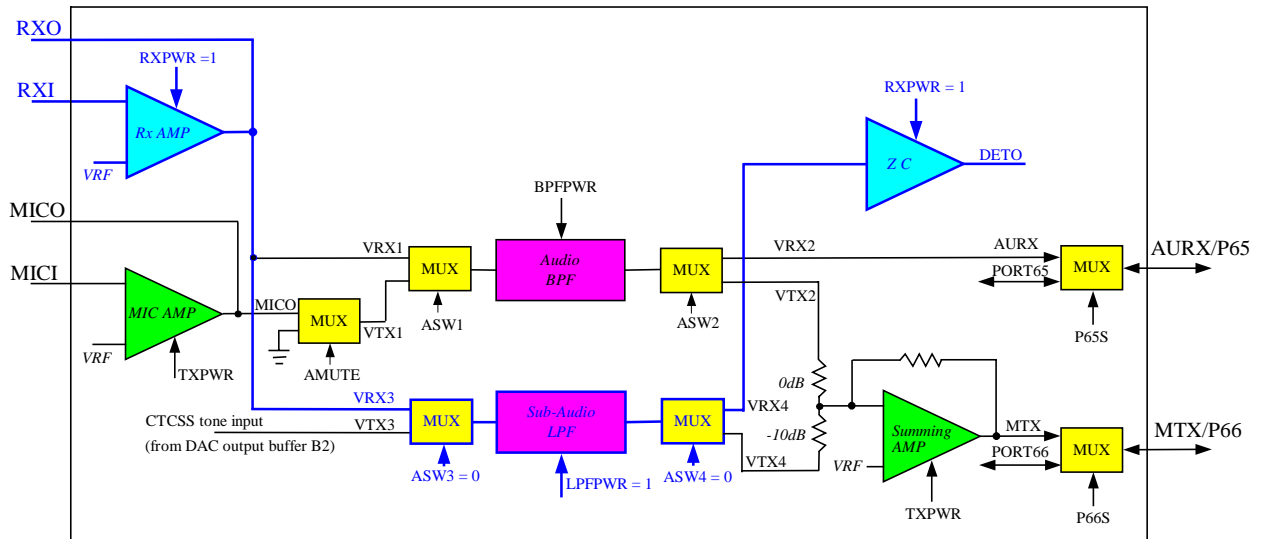 RXO
RXPWR =1
RXI
Rx AMP
VRF
RXPWR = 1
Z C
DETO
MICO
BPFPWR
VRX1
MUX
Audio
BPF
MUX
VRX2
AURX
MUX
AURX/P65
PORT65
MICI
MIC AMP
MICO
MUX
VTX1
ASW1
ASW2
VTX2
VRF
TXPWR
AMUTE
P65S
0dB
VRX3
MUX
Sub-Audio
LPF
MUX
VRX4
-10dB
Summing
AMP
MTX
MUX
MTX/P66
PORT66
CTCSS tone input
VTX3
(from DAC output buffer B2)
VTX4
VRF
ASW3 = 0
LPFPWR = 1
ASW4 = 0
TXPWR
P66S